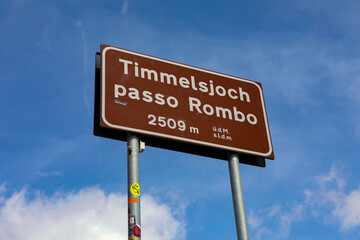 Timmelsjoch
passo Rombo
2509 m ü.d.M.
s.l.d.m.